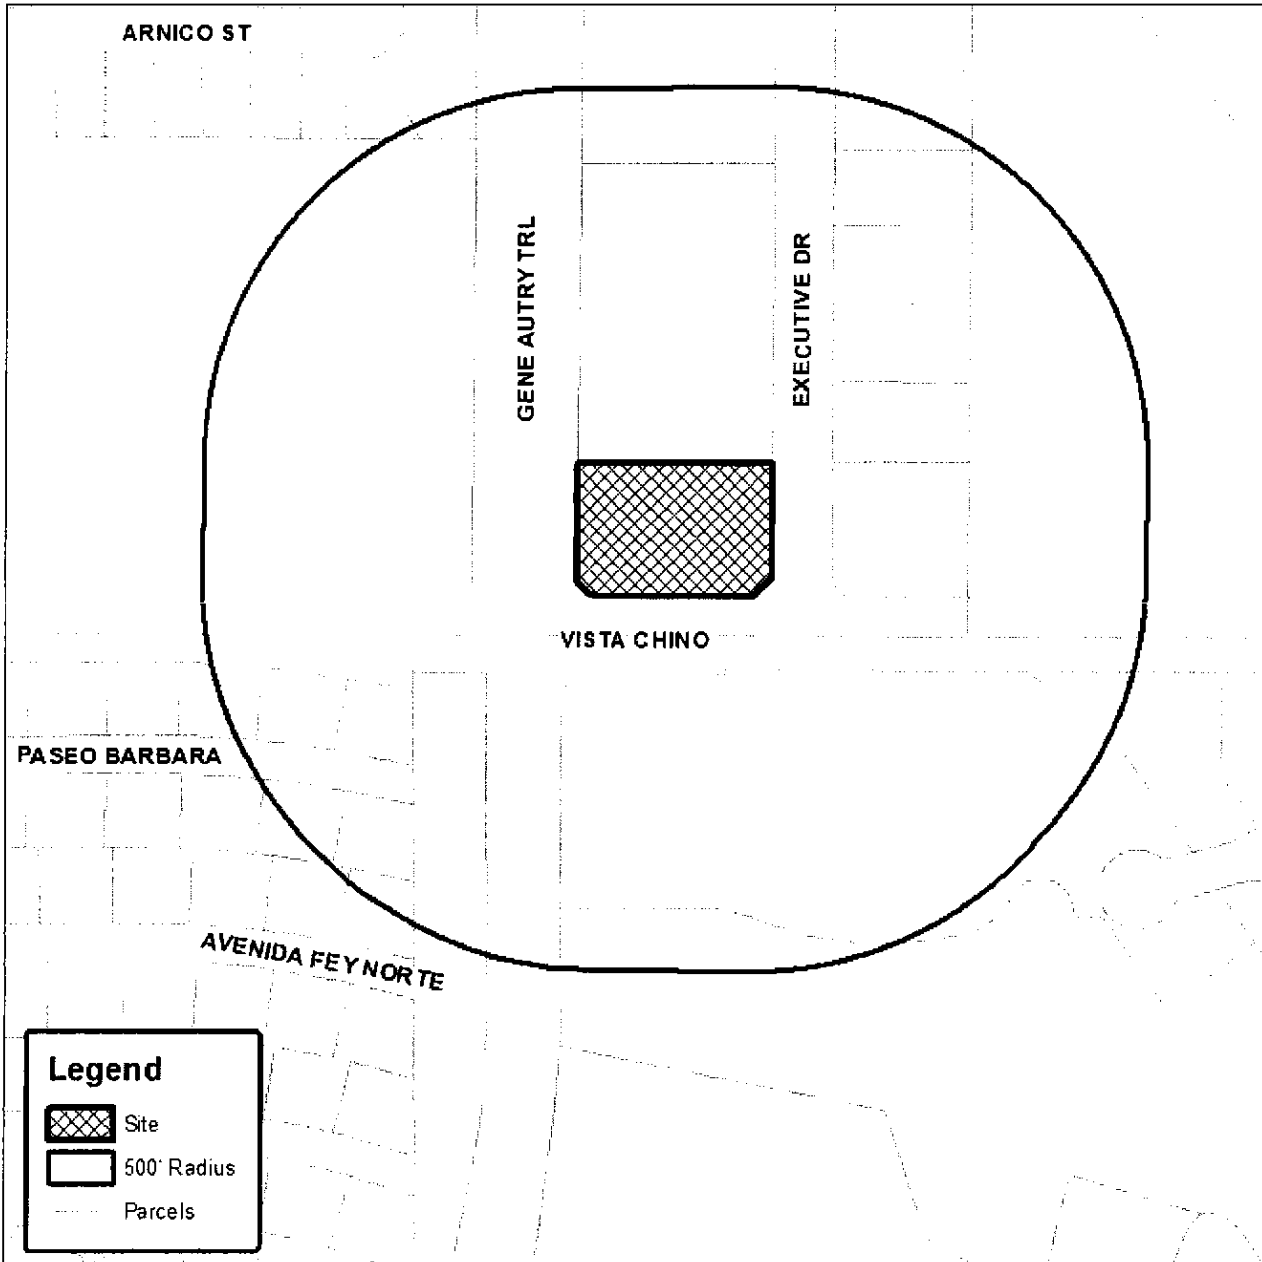 ARNICO ST
GENE AUTRY TRL
EXECUTIVE DR
VISTA CHINO
PASEO BARBARA
AVENIDA FEY NORTE
Legend
Site
500' Radius
Parcels